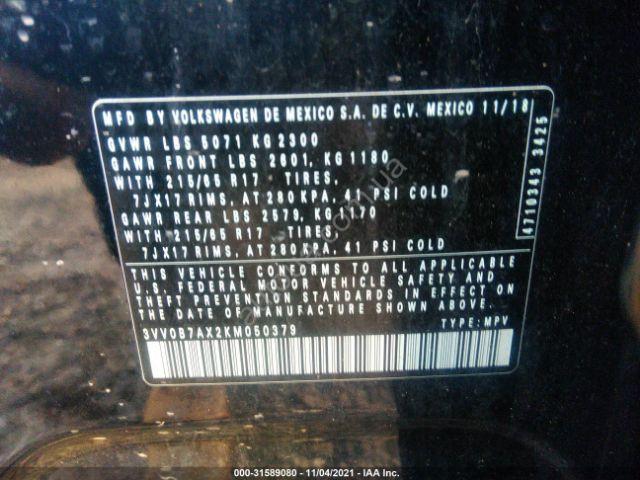 MFD BY VOLKSWAGEN DE MEXICO S.A. DE C.V. MEXICO 11/18
GVWR LBS 5071 KG 2300
GAWR FRONT LBS 2601, KG 1180
WITH 215/65 R17 TIRES,
7JX17 RIMS, AT 280 KPA, 41 PSI COLD
GAWR REAR LBS 2579, KG 1170
WITH 215/65 R17 TIRES,
7JX17 RIMS, AT 280 KPA, 41 PSI COLD
THIS VEHICLE CONFORMS TO ALL APPLICABLE
U.S. FEDERAL MOTOR VEHICLE SAFETY, AND
THEFT PREVENTION STANDARDS IN EFFECT ON
THE DATE OF MANUFACTURE SHOWN ABOVE.
3VV0B7AX2KM050379 TYPE: MPV
4710343 3425
000-31589080 - 11/04/2021 - IAA Inc.